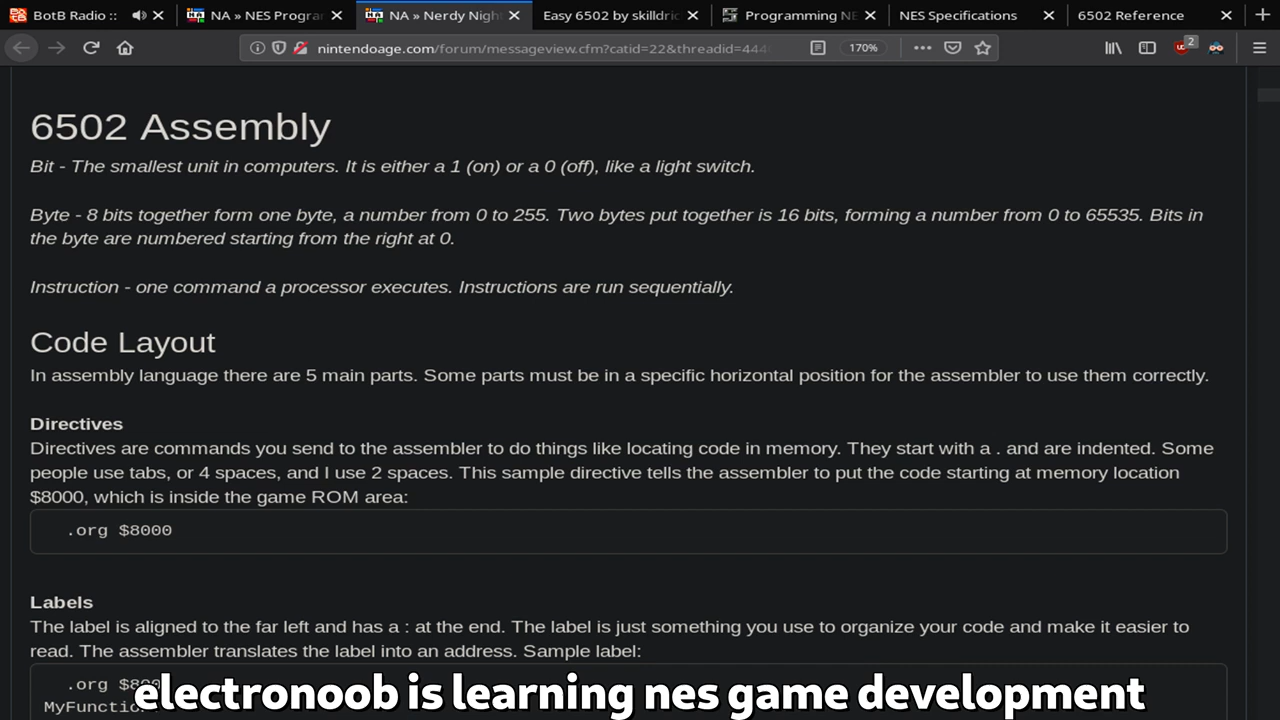 BotB Radio ::
NA » NES Progra
NA » Nerdy Nigh
Easy 6502 by skilldric
Programming NE
NES Specifications
6502 Reference
nintendoage.com/forum/messageview.cfm?catid=22&threadid=444
170%
2
6502 Assembly
Bit - The smallest unit in computers. It is either a 1 (on) or a 0 (off), like a light switch.
Byte - 8 bits together form one byte, a number from 0 to 255. Two bytes put together is 16 bits, forming a number from 0 to 65535. Bits in
the byte are numbered starting from the right at 0.
Instruction - one command a processor executes. Instructions are run sequentially.
Code Layout
In assembly language there are 5 main parts. Some parts must be in a specific horizontal position for the assembler to use them correctly.
Directives
Directives are commands you send to the assembler to do things like locating code in memory. They start with a . and are indented. Some
people use tabs, or 4 spaces, and I use 2 spaces. This sample directive tells the assembler to put the code starting at memory location
$8000, which is inside the game ROM area:
.org $8000
Labels
The label is aligned to the far left and has a : at the end. The label is just something you use to organize your code and make it easier to
read. The assembler translates the label into an address. Sample label:
.org
MyFunction
electronoob is learning nes game development